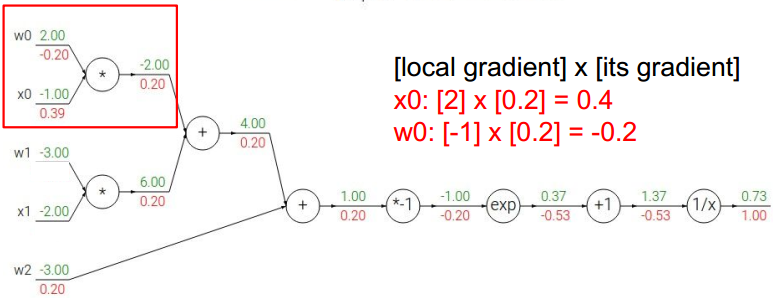 w0 2.00
-0.20
* -2.00
0.20
x0 -1.00
0.39
[local gradient] x [its gradient]
x0: [2] x [0.2] = 0.4
w0: [-1] x [0.2] = -0.2
+ 4.00
0.20
w1 -3.00
* 6.00
0.20
x1 -2.00
+ 1.00 *-1 -1.00 exp 0.37 +1 1.37 1/x 0.73
0.20 -0.20 -0.53 -0.53 1.00
w2 -3.00
0.20